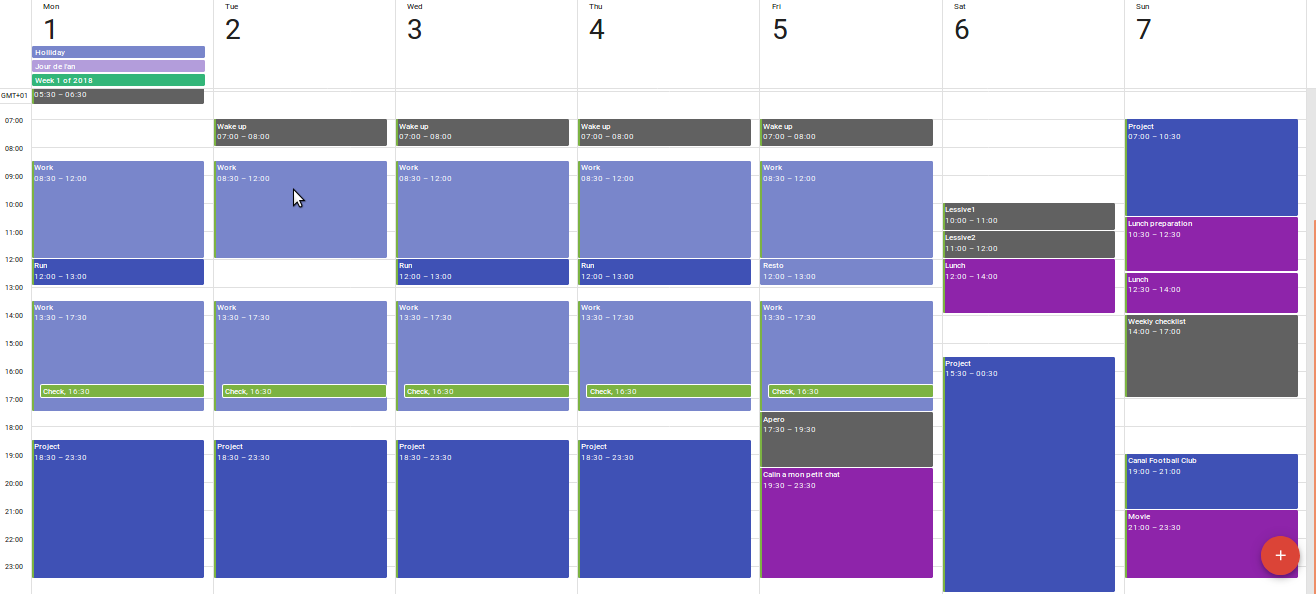 Mon
1
Holiday
Jour de l'an
Week 1 of 2018
05:30 – 06:30
Work
08:30 – 12:00
Run
12:00 – 13:00
Work
13:30 – 17:30
Check, 16:30
Project
18:30 – 23:30
Tue
2
Wake up
07:00 – 08:00
Work
08:30 – 12:00
Work
13:30 – 17:30
Check, 16:30
Project
18:30 – 23:30
Wed
3
Wake up
07:00 – 08:00
Work
08:30 – 12:00
Run
12:00 – 13:00
Work
13:30 – 17:30
Check, 16:30
Project
18:30 – 23:30
Thu
4
Wake up
07:00 – 08:00
Work
08:30 – 12:00
Run
12:00 – 13:00
Work
13:30 – 17:30
Check, 16:30
Project
18:30 – 23:30
Fri
5
Wake up
07:00 – 08:00
Work
08:30 – 12:00
Resto
12:00 – 13:00
Work
13:30 – 17:30
Check, 16:30
Apero
17:30 – 19:30
Calin a mon petit chat
19:30 – 23:30
Sat
6
Lessive1
10:00 – 11:00
Lessive2
11:00 – 12:00
Lunch
12:00 – 14:00
Project
15:30 – 00:30
Sun
7
Project
07:00 – 10:30
Lunch preparation
10:30 – 12:30
Lunch
12:30 – 14:00
Weekly checklist
14:00 – 17:00
Canal Football Club
19:00 – 21:00
Movie
21:00 – 23:30
+
GMT+01
07:00
08:00
09:00
10:00
11:00
12:00
13:00
14:00
15:00
16:00
17:00
18:00
19:00
20:00
21:00
22:00
23:00